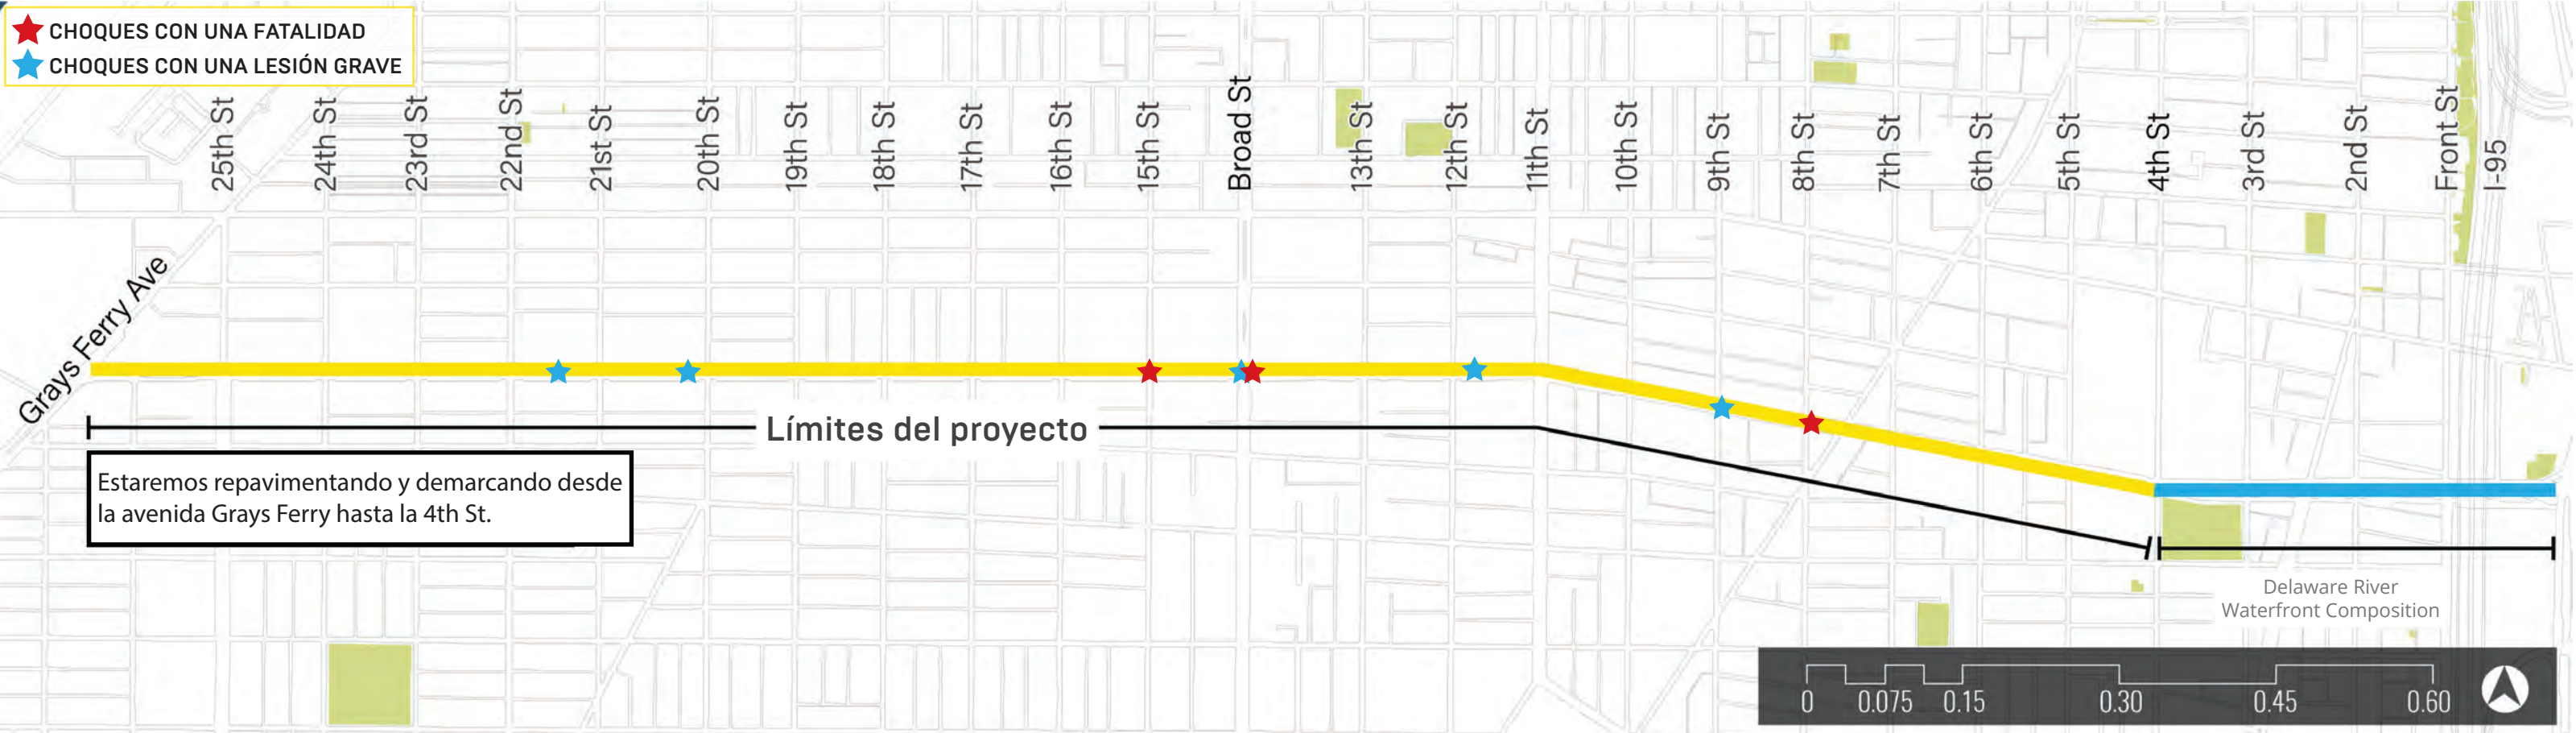 CHOQUES CON UNA FATALIDAD
CHOQUES CON UNA LESIÓN GRAVE
25th St
24th St
23rd St
22nd St
21st St
20th St
19th St
18th St
17th St
16th St
15th St
Broad St
13th St
12th St
11th St
10th St
9th St
8th St
7th St
6th St
5th St
4th St
3rd St
2nd St
Front St
I-95
Grays Ferry Ave
Límites del proyecto
Estaremos repavimentando y demarcando desde
la avenida Grays Ferry hasta la 4th St.
Delaware River
Waterfront Composition
0 0.075 0.15 0.30 0.45 0.60